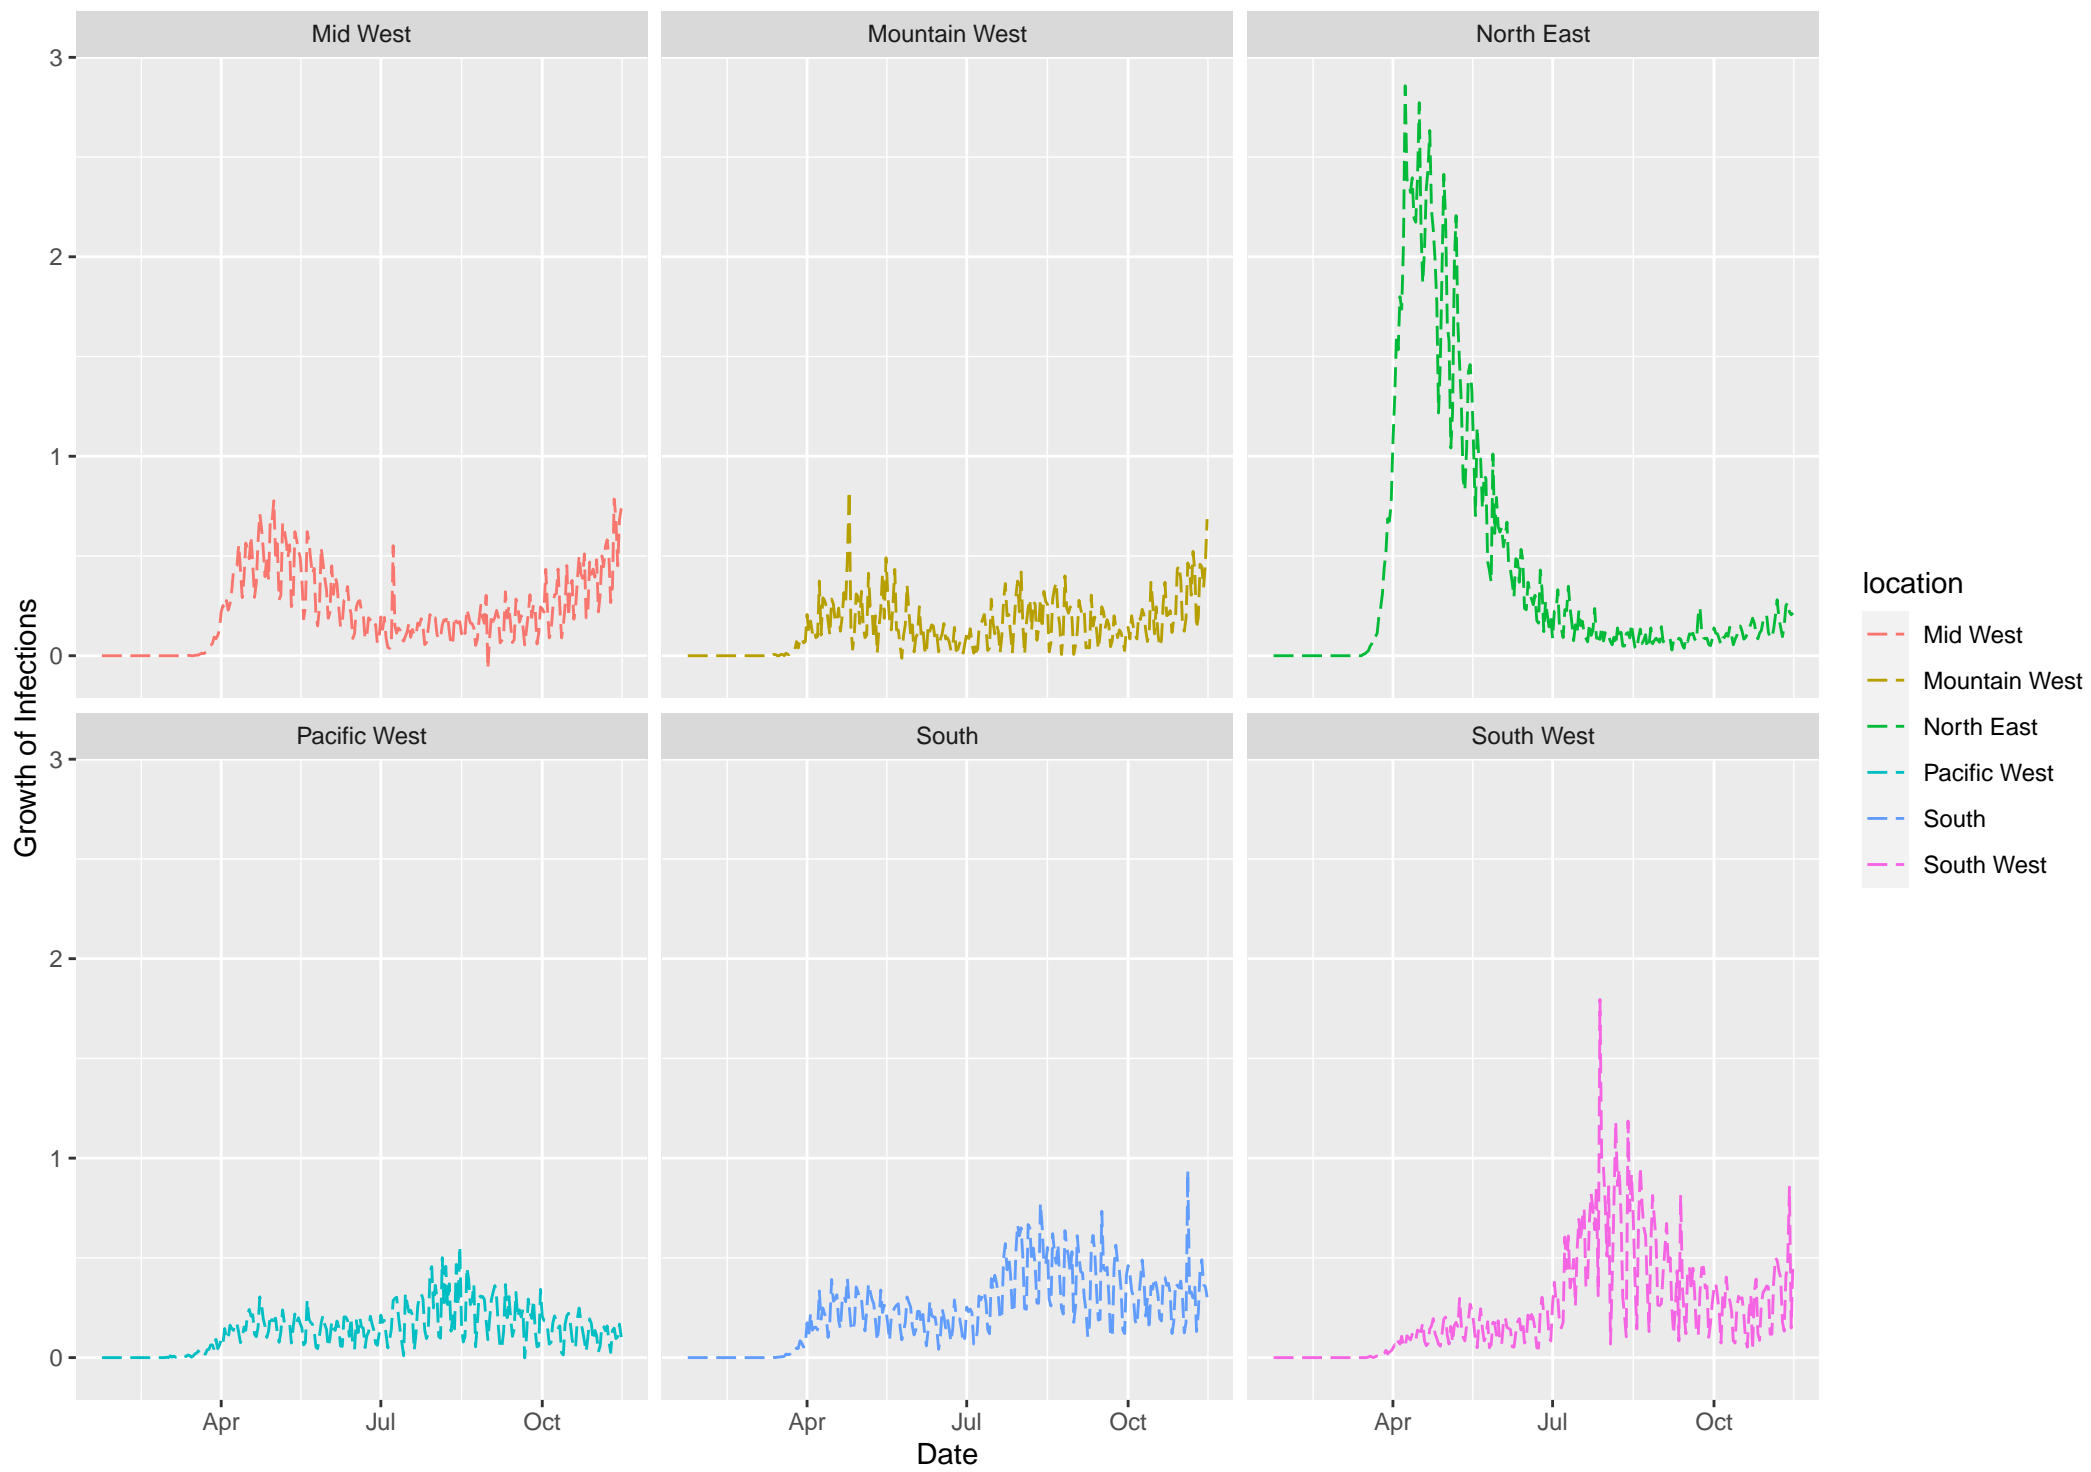 Mid West
Mountain West
North East
3
2
1
0
Pacific West
South
South West
3
2
1
0
Apr
Jul
Oct
Apr
Jul
Oct
Apr
Jul
Oct
Date
Growth of Infections
location
Mid West
Mountain West
North East
Pacific West
South
South West